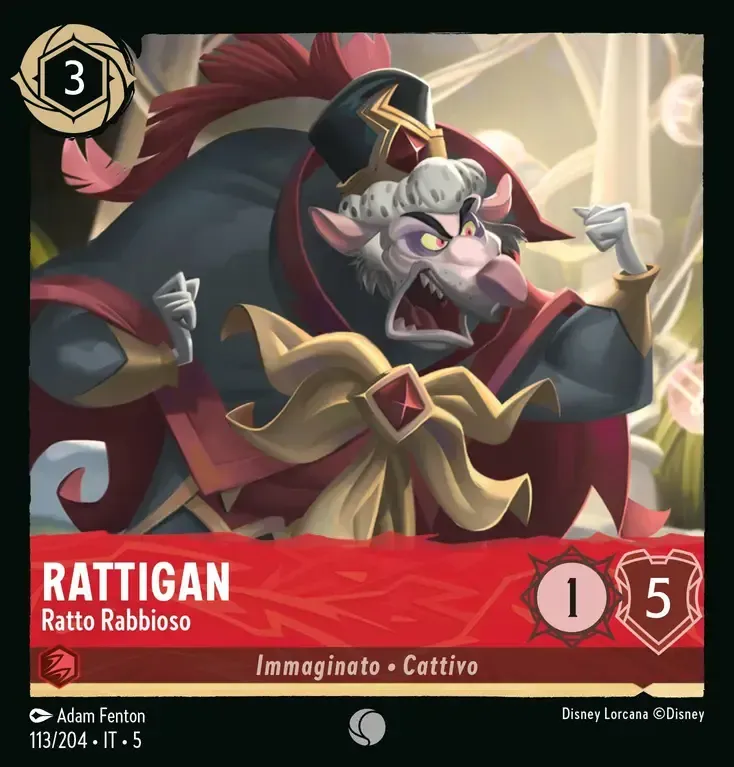 3
RATTIGAN
Ratto Rabbioso
1
5
Immaginato • Cattivo
Adam Fenton
Disney Lorcana ©Disney
113/204 • IT • 5